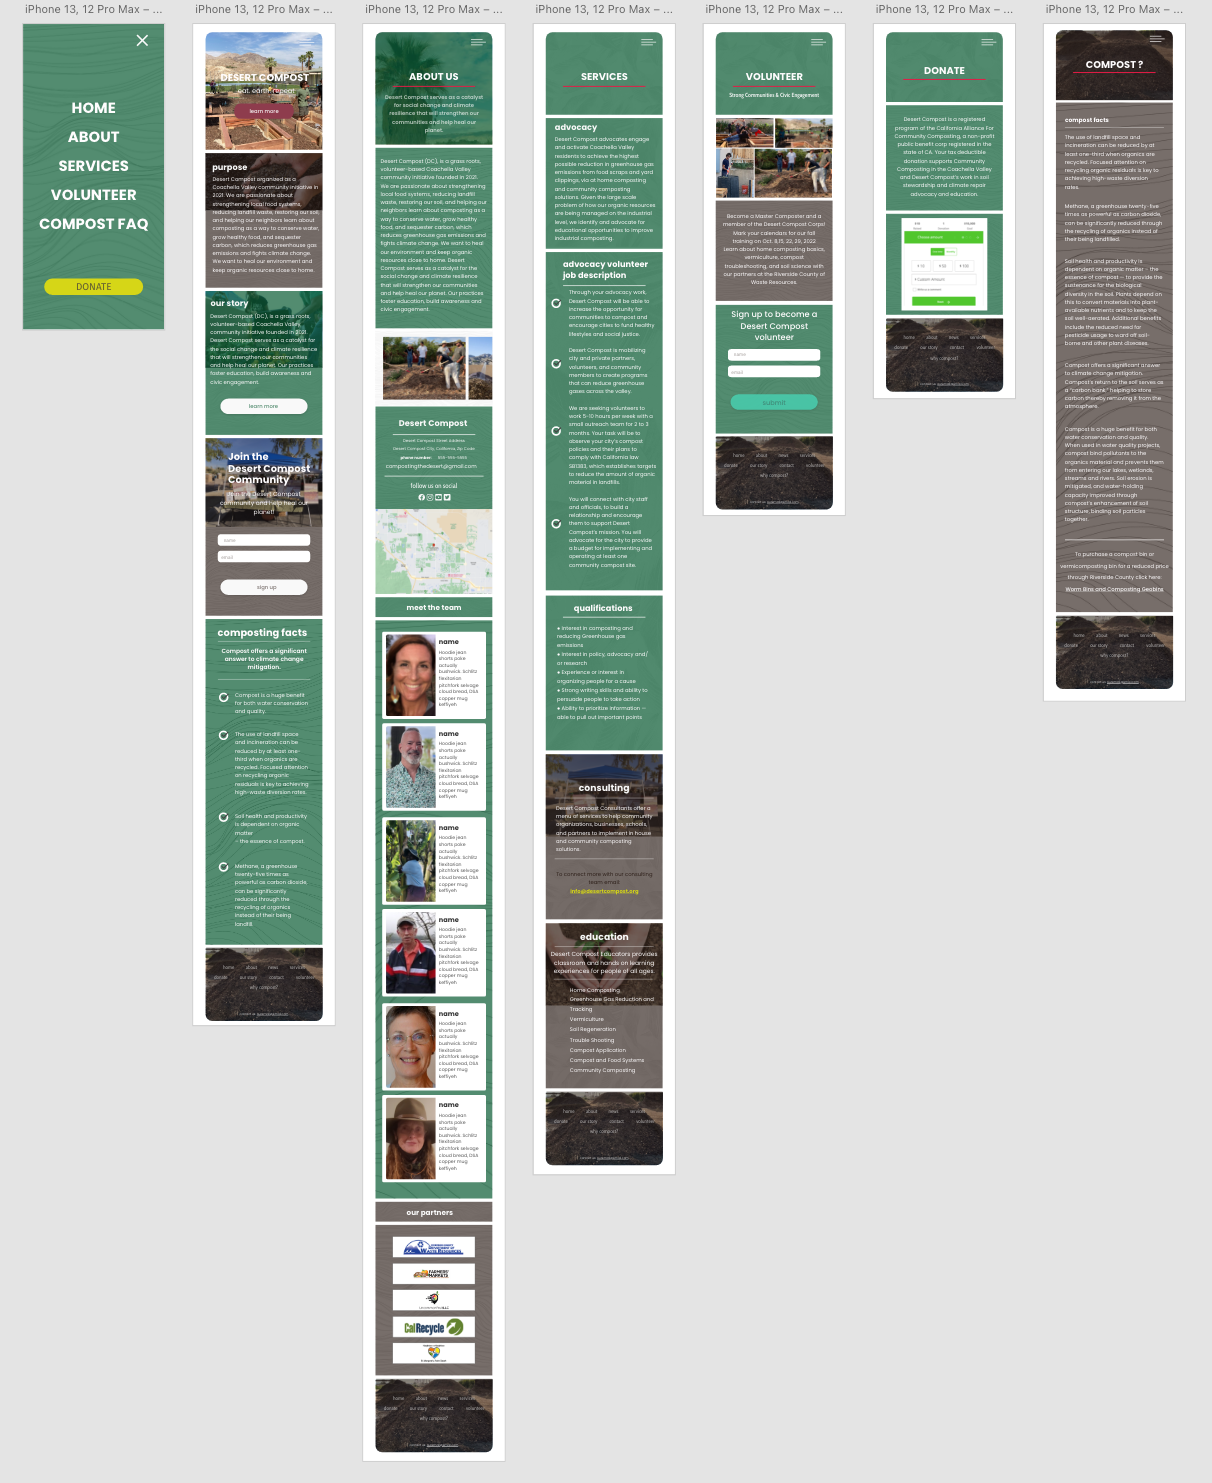 iPhone 13, 12 Pro Max – ...
HOME
ABOUT
SERVICES
VOLUNTEER
COMPOST FAQ
DONATE
iPhone 13, 12 Pro Max – ...
DESERT COMPOST
eat. earth. repeat
learn more
purpose
Desert Compost organized as a
Coachella Valley community initiative in
2021. We are passionate about
strengthening local food systems,
reducing landfill waste, restoring our soil,
and helping our neighbors learn about
composting as a way to conserve water,
grow healthy food, and sequester
carbon, which reduces greenhouse gas
emissions and fights climate change.
We want to heal our environment and
keep organic resources close to home.
our story
Desert Compost (DC), is a grass roots,
volunteer-based Coachella Valley
community initiative founded in 2021.
Desert Compost serves as a catalyst for
the social change and climate resilience
that will strengthen our communities
and help heal our planet. Our practices
foster education, build awareness and
civic engagement.
learn more
Join the
Desert Compost
Community
Join the Desert Compost
community and help heal our
planet!
name
email
sign up
composting facts
Compost offers a significant
answer to climate change
mitigation.
Compost is a huge benefit
for both water conservation
and quality.
The use of landfill space
and incineration can be
reduced by at least one-
third when organics are
recycled. Focused attention
on recycling organic
residuals is key to achieving
high-waste diversion rates.
Soil health and productivity
is dependent on organic
matter
– the essence of compost.
Methane, a greenhouse
twenty-five times as
powerful as carbon dioxide,
can be significantly
reduced through the
recycling of organics
instead of their being
landfill
home about news services
donate our story contact volunteer
why compost?
iPhone 13, 12 Pro Max – ...
ABOUT US
Desert Compost serves as a catalyst
for social change and climate
resilience that will strengthen our
communities and help heal our
planet.
Desert Compost (DC), is a grass roots,
volunteer-based Coachella Valley
community initiative founded in 2021.
We are passionate about strengthening
local food systems, reducing landfill
waste, restoring our soil, and helping our
neighbors learn about composting as a
way to conserve water, grow healthy
food, and sequester carbon, which
reduces greenhouse gas emissions and
fights climate change. We want to heal
our environment and keep organic
resources close to home. Desert
Compost serves as a catalyst for the
social change and climate resilience
that will strengthen our communities
and help heal our planet. Our practices
foster education, build awareness and
civic engagement.
Desert Compost
Desert Compost Street Address
Desert Compost City, California, Zip Code
phone number:
compostingthedesert@gmail.com
follow us on social
meet the team
name
Hoodie jean
shorts poke
actually
bushwick. Schlitz
flexitarian
pitchfork selvage
cloud bread, DSA
copper mug
keffiyeh
name
Hoodie jean
shorts poke
actually
bushwick. Schlitz
flexitarian
pitchfork selvage
cloud bread, DSA
copper mug
keffiyeh
name
Hoodie jean
shorts poke
actually
bushwick. Schlitz
flexitarian
pitchfork selvage
cloud bread, DSA
copper mug
keffiyeh
name
Hoodie jean
shorts poke
actually
bushwick. Schlitz
flexitarian
pitchfork selvage
cloud bread, DSA
copper mug
keffiyeh
name
Hoodie jean
shorts poke
actually
bushwick. Schlitz
flexitarian
pitchfork selvage
cloud bread, DSA
copper mug
keffiyeh
name
Hoodie jean
shorts poke
actually
bushwick. Schlitz
flexitarian
pitchfork selvage
cloud bread, DSA
copper mug
keffiyeh
our partners
WASTE RESOURCES
FARMERS'
MARKETS
CalRecycle
home about news services
donate our story contact volunteer
why compost?
iPhone 13, 12 Pro Max – ...
SERVICES
advocacy
Desert Compost advocates engage
and activate Coachella Valley
residents to achieve the highest
possible reduction in greenhouse gas
emissions from food scraps and yard
clippings, via at home composting
and community composting
solutions. Given the large scale
problem of how our organic resources
are being managed on the industrial
level, we identify and advocate for
educational opportunities to improve
industrial composting.
advocacy volunteer
job description
Through your advocacy work,
Desert Compost will be able to
increase the opportunity for
communities to compost and
encourage cities to fund healthy
lifestyles and social justice.
Desert Compost is mobilizing
city and private partners,
volunteers, and community
members to create programs
that can reduce greenhouse
gases across the valley.
We are seeking volunteers to
work 5-10 hours per week with a
small outreach team for 2 to 3
months. Your task will be to
observe your city's compost
policies and their plans to
comply with California law
SB1383, which establishes targets
to reduce the amount of organic
material in landfills.
You will connect with city staff
and officials, to build a
relationship and encourage
them to support Desert
Compost's mission. You will
advocate for the city to provide
a budget for implementing and
operating at least one
community compost site.
qualifications
• Interest in composting and
reducing Greenhouse gas
emissions
• Interest in policy, advocacy and/
or research
• Experience or interest in
organizing people for a cause
• Strong writing skills and ability to
persuade people to take action
• Ability to prioritize information —
able to pull out important points
consulting
Desert Compost Consultants offer a
menu of services to help community
organizations, businesses, schools,
and partners to implement in house
and community composting
solutions.
To connect more with our consulting
team email
info@desertcompost.org
education
Desert Compost Educators provides
classroom and hands on learning
experiences for people of all ages.
Home Composting
Greenhouse Gas Reduction and
Tracking
Vermiculture
Soil Regeneration
Trouble Shooting
Compost Application
Compost and Food Systems
Community Composting
home about news services
donate our story contact volunteer
why compost?
iPhone 13, 12 Pro Max – ...
VOLUNTEER
Strong Communities & Civic Engagement
Become a Master Composter and a
member of the Desert Compost Corps!
Mark your calendars for our fall
training on Oct. 8,15, 22, 29, 2022
Learn about home composting basics,
vermiculture, compost
troubleshooting, and soil science with
our partners at the Riverside County of
Waste Resources.
Sign up to become a
Desert Compost
volunteer
name
email
submit
home about news services
donate our story contact volunteer
why compost?
iPhone 13, 12 Pro Max – ...
DONATE
Desert Compost is a registered
program of the California Alliance For
Community Composting, a non-profit
public benefit corp registered in the
state of CA. Your tax deductible
donation supports Community
Composting in the Coachella Valley
and Desert Compost's work in soil
stewardship and climate repair
advocacy and education.
home about news services
donate our story contact volunteer
why compost?
iPhone 13, 12 Pro Max – ...
COMPOST ?
compost facts
The use of landfill space and
incineration can be reduced by at
least one-third when organics are
recycled. Focused attention on
recycling organic residuals is key to
achieving high-waste diversion
rates.
Methane, a greenhouse twenty-five
times as powerful as carbon dioxide,
can be significantly reduced through
the recycling of organics instead of
their being landfilled.
Soil health and productivity is
dependent on organic matter – the
essence of compost – to provide the
sustenance for the biological
diversity in the soil. Plants depend on
this to convert materials into plant-
available nutrients and to keep the
soil well-aerated. Additional benefits
include the reduced need for
pesticide usage to ward off soil-
borne and other plant diseases.
Compost offers a significant answer
to climate change mitigation.
Compost's return to the soil serves as
a "carbon bank," helping to store
carbon thereby removing it from the
atmosphere.
Compost is a huge benefit for both
water conservation and quality.
When used in water quality projects,
compost bind pollutants to the
organics material and prevents them
from entering our lakes, wetlands,
streams and rivers. Soil erosion is
mitigated, and water-holding
capacity improved through
compost's enhancement of soil
structure, binding soil particles
together.
To purchase a compost bin or
vermicomposting bin for a reduced price
through Riverside County click here:
Worm Bins and Composting Geobins
home about news services
donate our story contact volunteer
why compost?